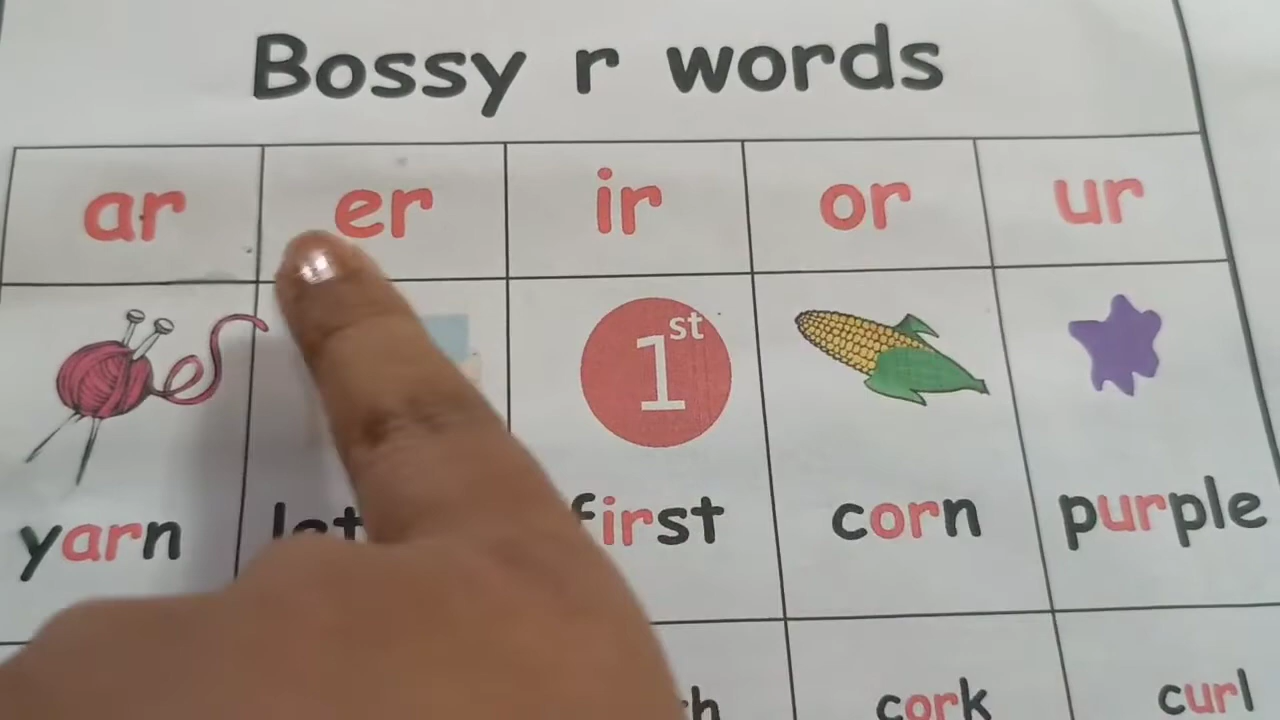 Bossy r words
ar er ir or ur
1st
yarn first corn purple
cork curl